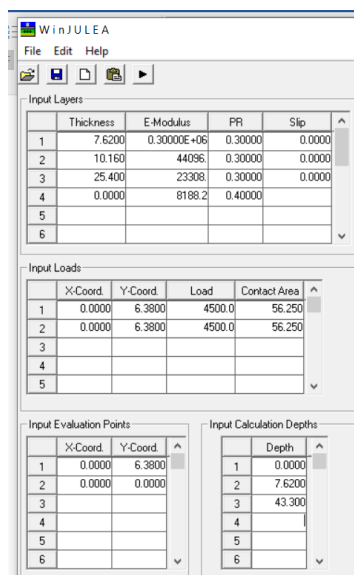 WinJULEA
File Edit Help
Input Layers
Thickness E-Modulus PR Slip
1 7.6200 0.30000E+06 0.30000 0.0000
2 10.160 44096. 0.30000 0.0000
3 25.400 23308. 0.30000 0.0000
4 0.0000 8188.2 0.40000
5
6
Input Loads
X-Coord. Y-Coord. Load Contact Area
1 0.0000 6.3800 4500.0 56.250
2 0.0000 6.3800 4500.0 56.250
3
4
5
Input Evaluation Points Input Calculation Depths
X-Coord. Y-Coord. Depth
1 0.0000 6.3800 1 0.0000
2 0.0000 0.0000 2 7.6200
3 3 43.300
4 4
5 5
6 6